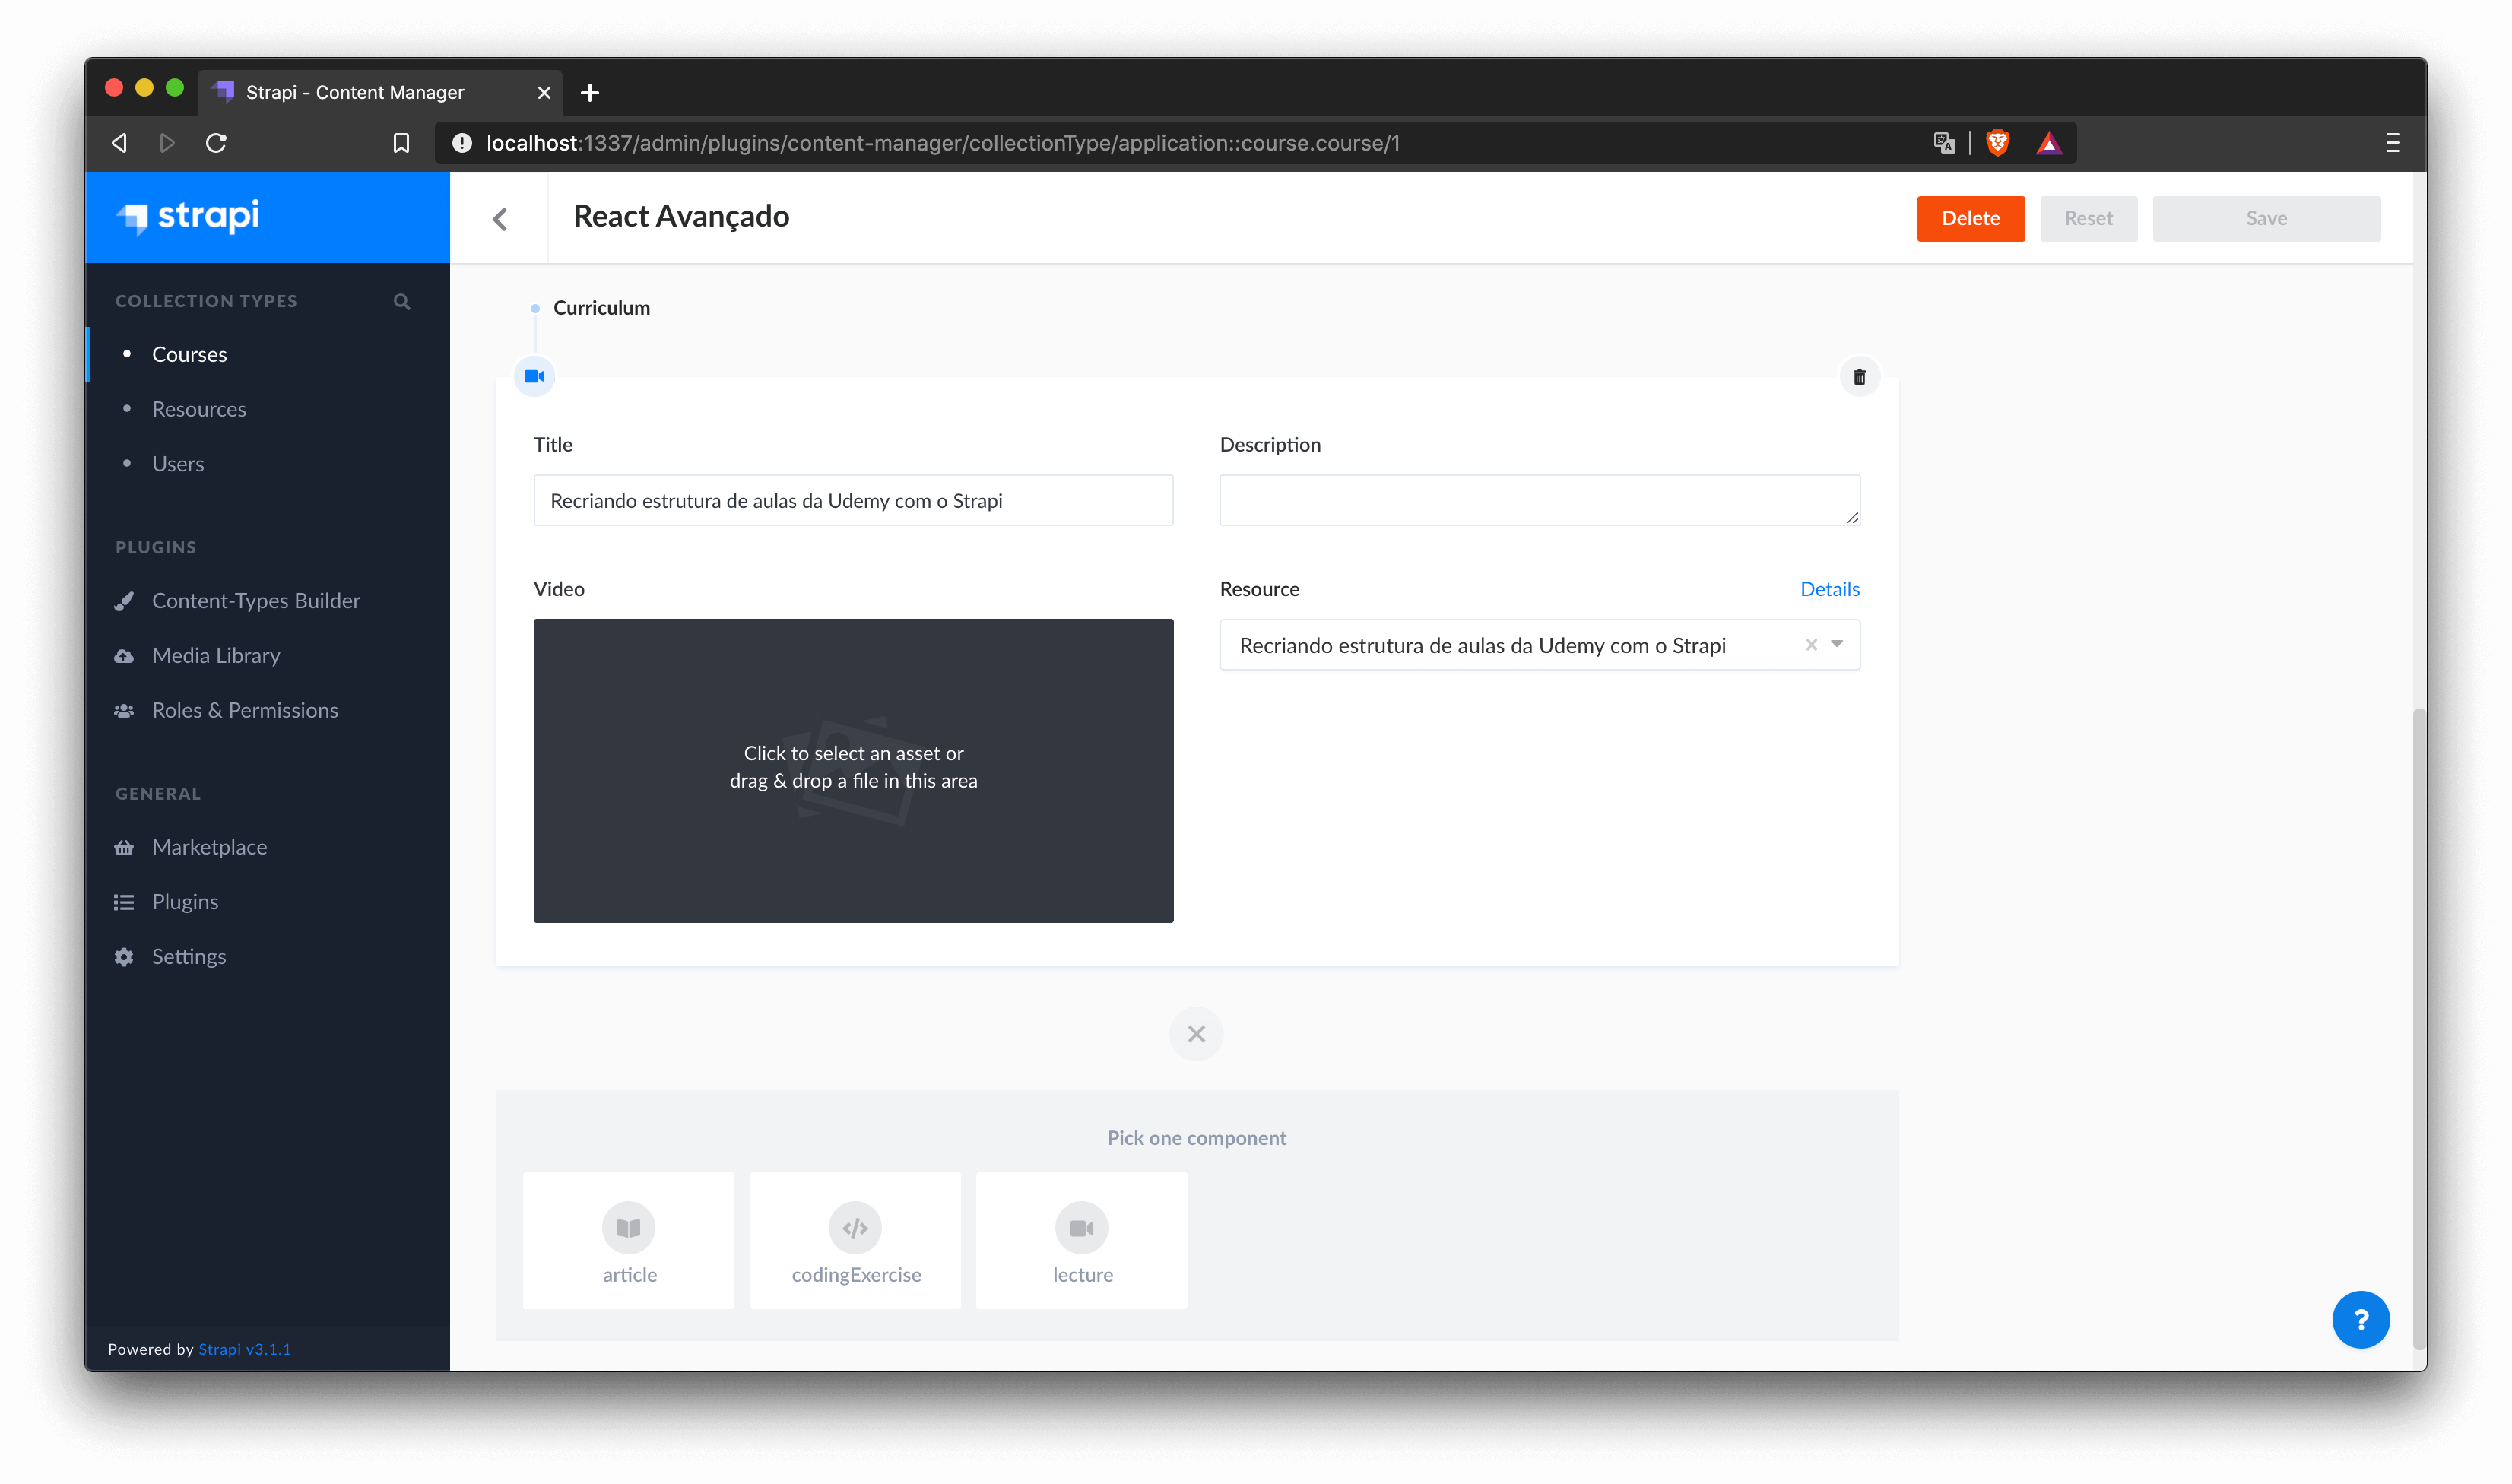 Strapi - Content Manager
localhost:1337/admin/plugins/content-manager/collectionType/application::course.course/1
strapi
React Avançado
Delete
Reset
Save
COLLECTION TYPES
Courses
Resources
Users
PLUGINS
Content-Types Builder
Media Library
Roles & Permissions
GENERAL
Marketplace
Plugins
Settings
Powered by Strapi v3.1.1
Curriculum
Title
Recriando estrutura de aulas da Udemy com o Strapi
Description
Video
Click to select an asset or
drag & drop a file in this area
Resource
Details
Recriando estrutura de aulas da Udemy com o Strapi
Pick one component
article
codingExercise
lecture
?